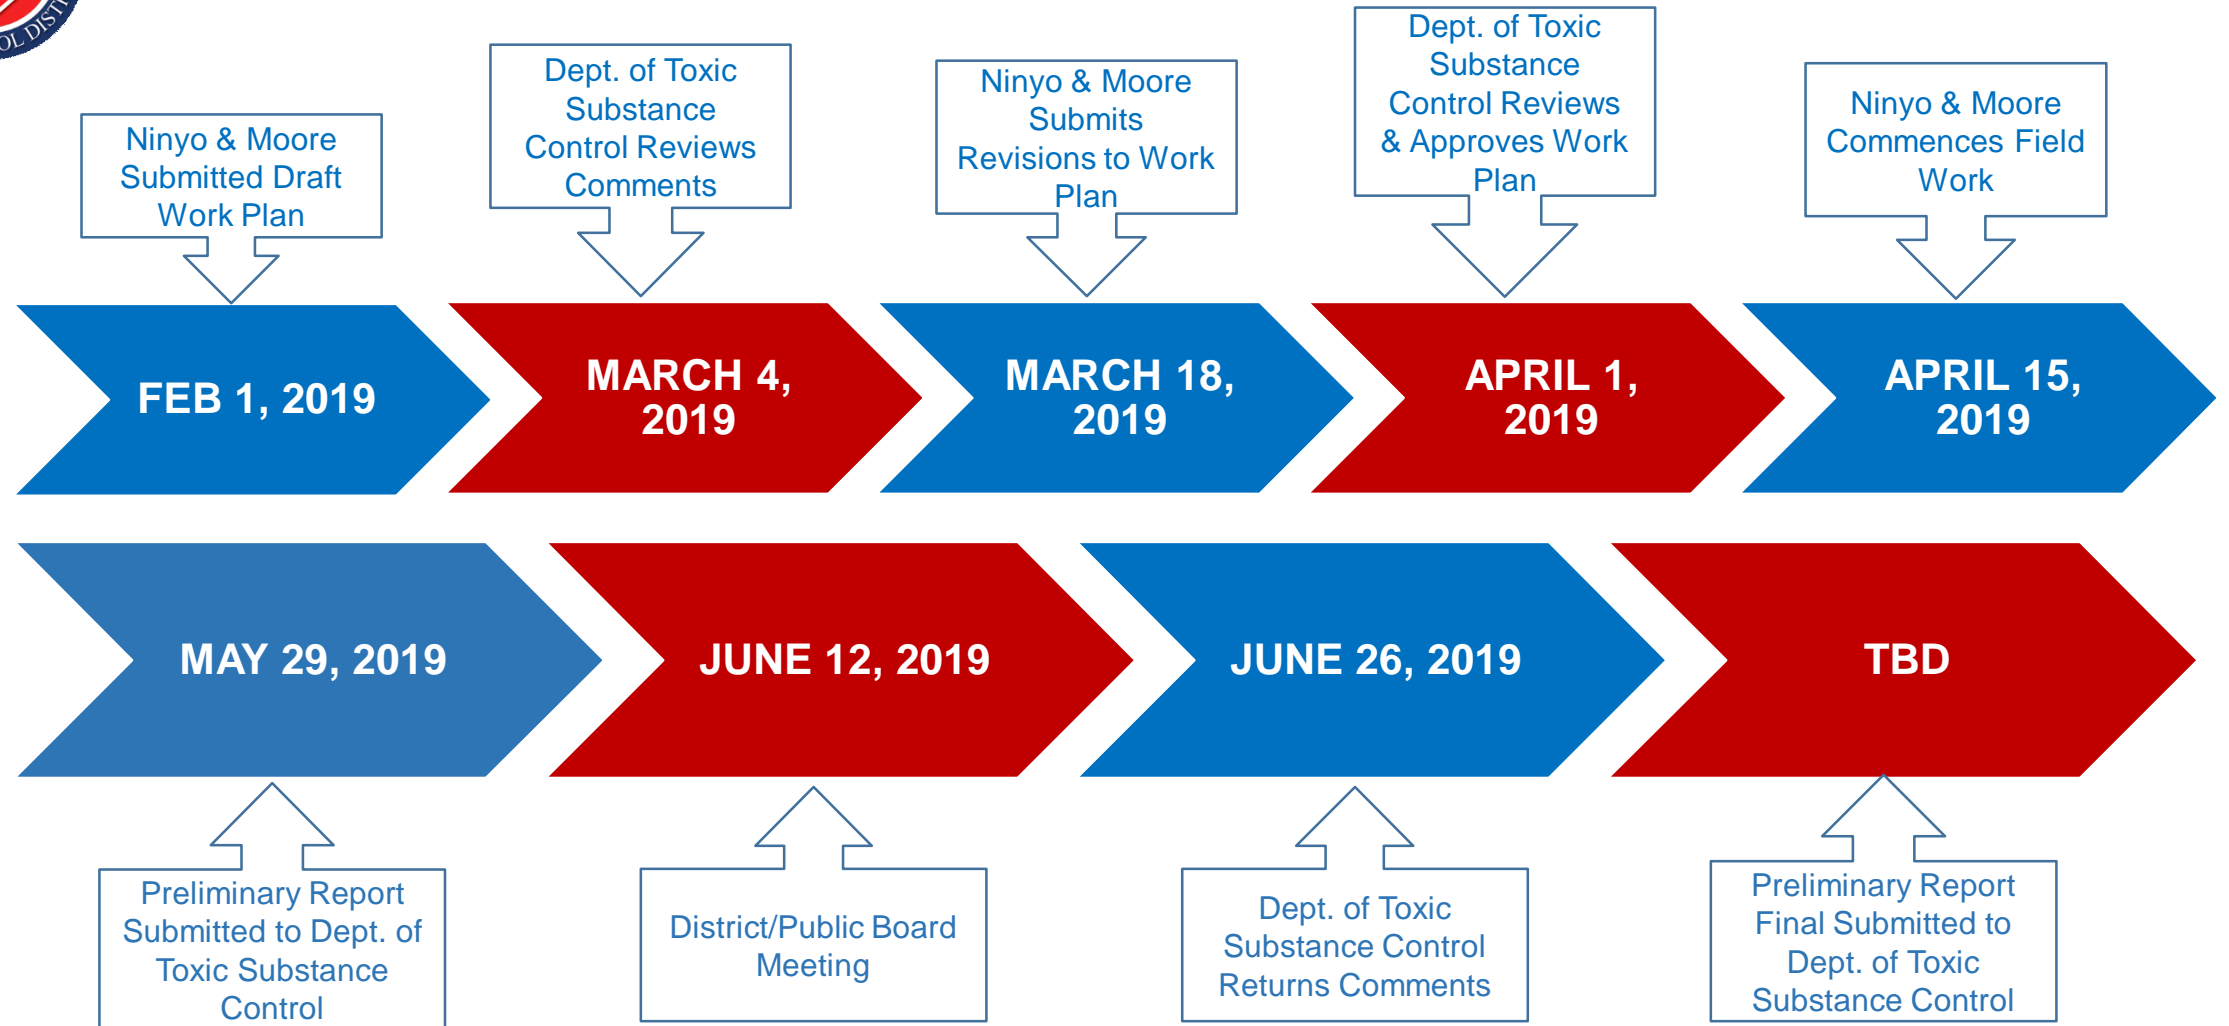 OL DIST
Ninyo & Moore
Submitted Draft
Work Plan
Dept. of Toxic
Substance
Control Reviews
Comments
Ninyo & Moore
Submits
Revisions to Work
Plan
Dept. of Toxic
Substance
Control Reviews
& Approves Work
Plan
Ninyo & Moore
Commences Field
Work
FEB 1, 2019
MARCH 4,
2019
MARCH 18,
2019
APRIL 1,
2019
APRIL 15,
2019
MAY 29, 2019
JUNE 12, 2019
JUNE 26, 2019
TBD
Preliminary Report
Submitted to Dept. of
Toxic Substance
Control
District/Public Board
Meeting
Dept. of Toxic
Substance Control
Returns Comments
Preliminary Report
Final Submitted to
Dept. of Toxic
Substance Control